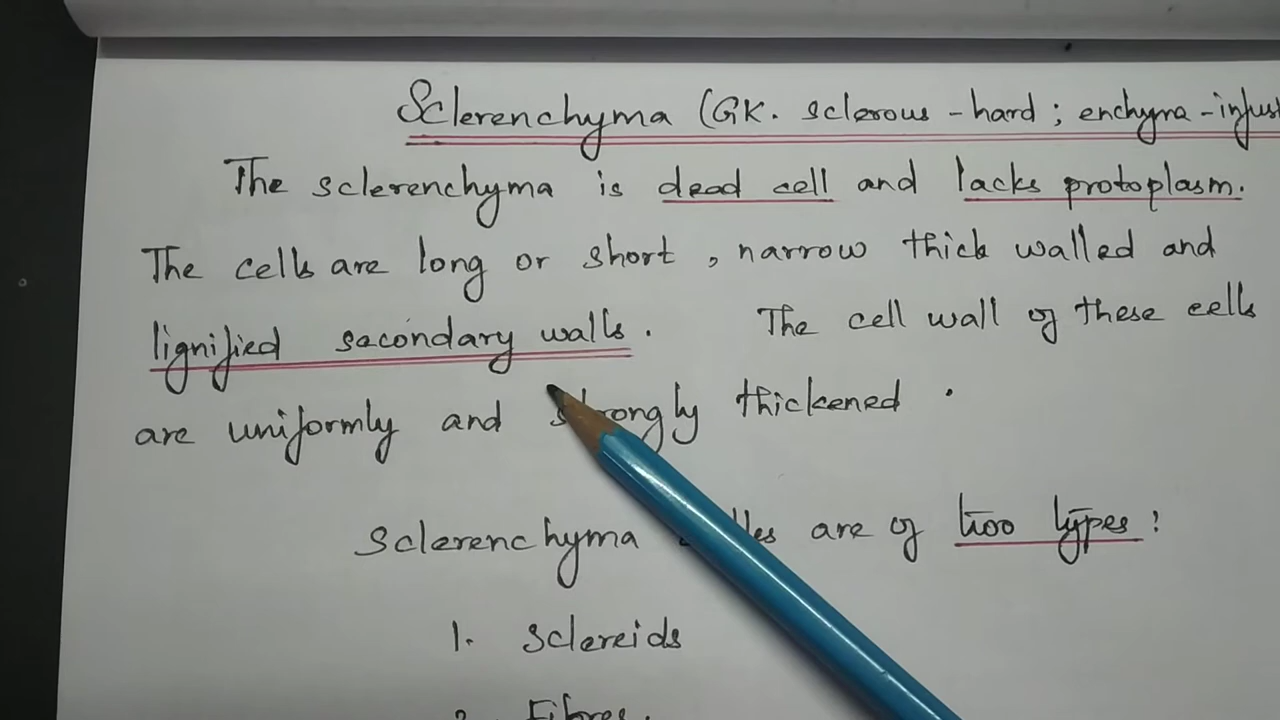 Sclerenchyma (GK. sclerous - hard ; enchyma - infus
The sclerenchyma is dead cell and lacks protoplasm.
The cells are long or short , narrow thick walled and
lignified secondary walls . The cell wall of these cells
are uniformly and strongly thickened .
Sclerenchyma are of two types :
1. Sclereids
2. Fibres.